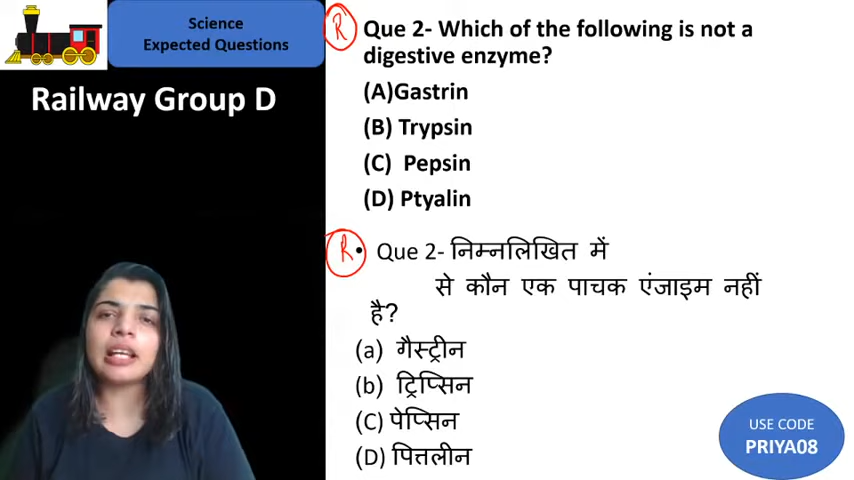 Science
Expected Questions
Railway Group D
R
Que 2- Which of the following is not a
digestive enzyme?
(A)Gastrin
(B) Trypsin
(C) Pepsin
(D) Ptyalin
R
• Que 2- निम्नलिखित में
से कौन एक पाचक एंजाइम नहीं
है?
(a) गैस्ट्रीन
(b) ट्रिप्सिन
(C) पेप्सिन
(D) पित्तलीन
USE CODE
PRIYA08